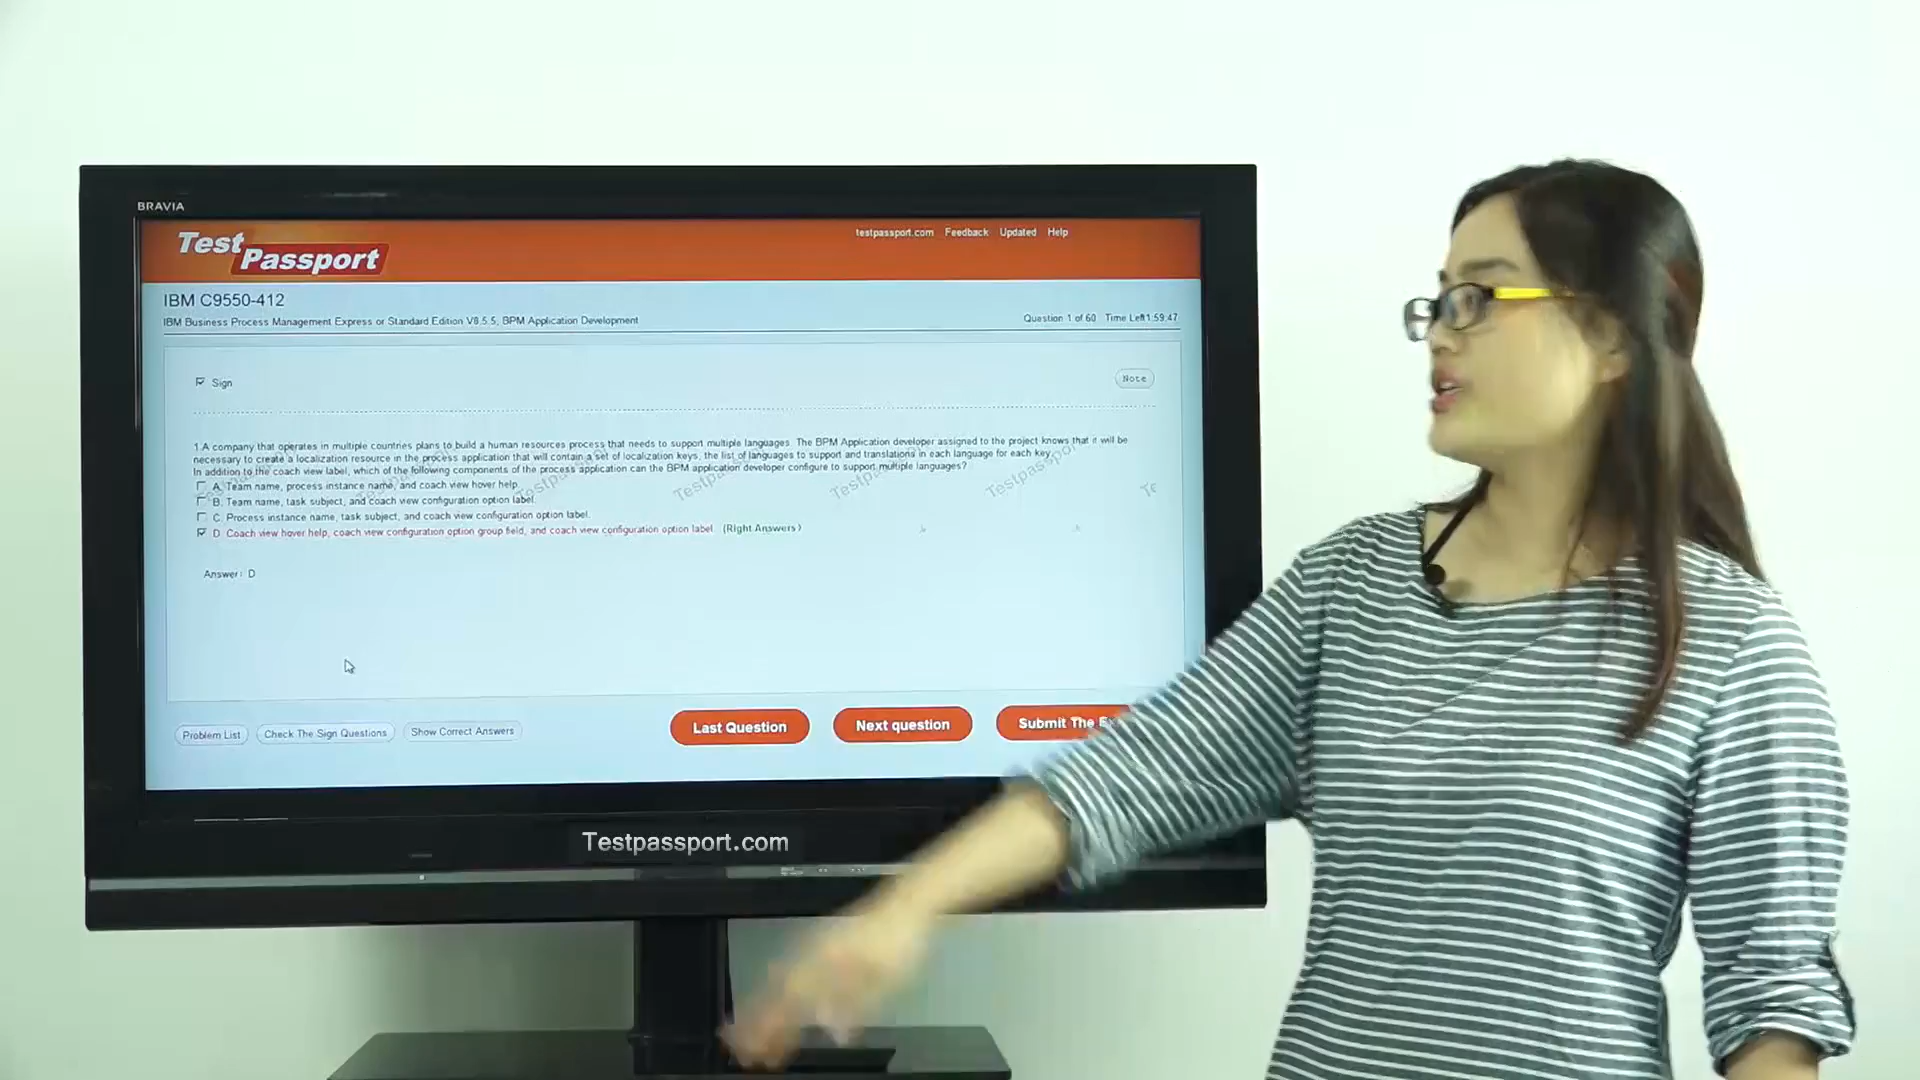 BRAVIA
Test
Passport
testpassport.com Feedback Updated Help
IBM C9550-412
IBM Business Process Management Express or Standard Edition V8.5.5, BPM Application Development
Question 1 of 60 Time Left1:59:47
Sign
Note
1.A company that operates in multiple countries plans to build a human resources process that needs to support multiple languages. The BPM Application developer assigned to the project knows that it will be
necessary to create a localization resource in the process application that will contain a set of localization keys, the list of languages to support and translations in each language for each key.
In addition to the coach view label, which of the following components of the process application can the BPM application developer configure to support multiple languages?
A. Team name, process instance name, and coach view hover help.
B. Team name, task subject, and coach view configuration option label.
C. Process instance name, task subject, and coach view configuration option label.
D. Coach view hover help, coach view configuration option group field, and coach view configuration option label. (Right Answers)
Answer: D
Problem List Check The Sign Questions Show Correct Answers Last Question Next question Submit The
Testpassport.com